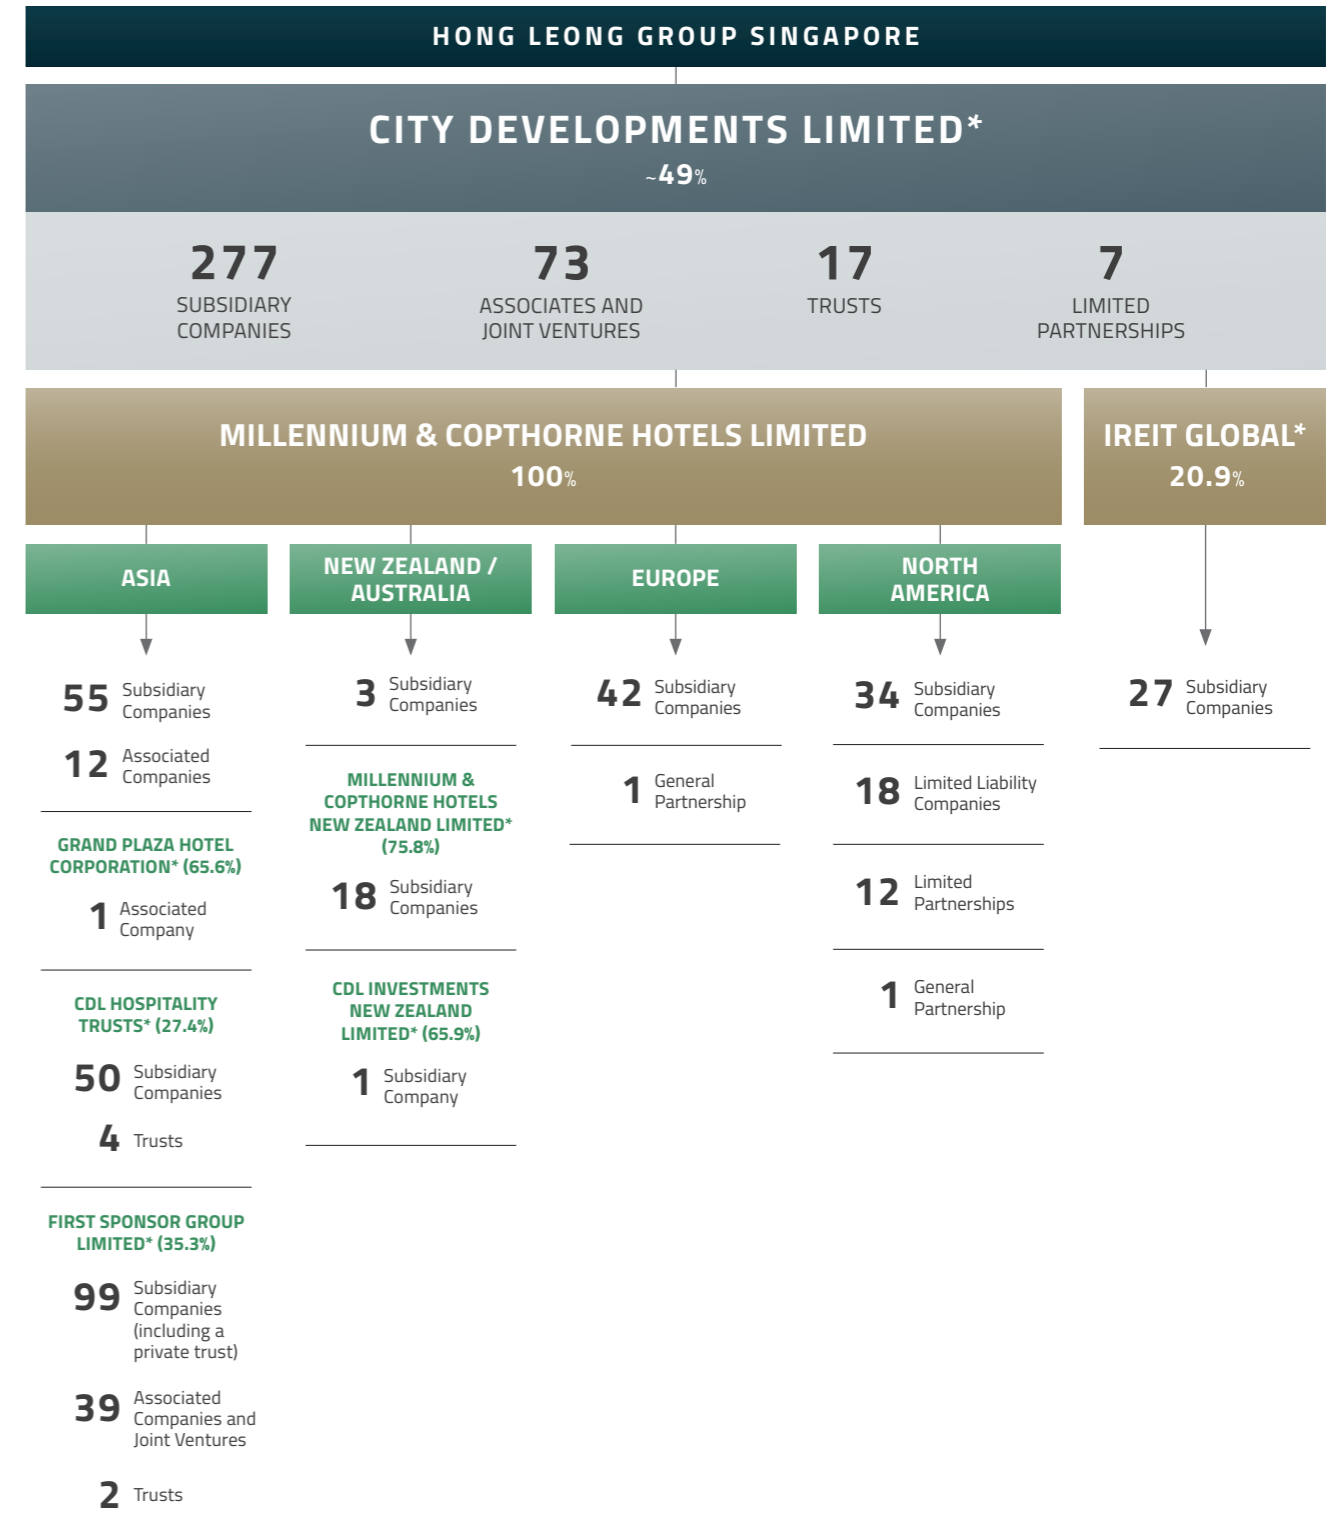 HONG LEONG GROUP SINGAPORE
CITY DEVELOPMENTS LIMITED*
~49%
277
SUBSIDIARY
COMPANIES
73
ASSOCIATES AND
JOINT VENTURES
17
TRUSTS
7
LIMITED
PARTNERSHIPS
MILLENNIUM & COPTHORNE HOTELS LIMITED
100%
IREIT GLOBAL*
20.9%
ASIA
55 Subsidiary
Companies
12 Associated
Companies
GRAND PLAZA HOTEL
CORPORATION* (65.6%)
1 Associated
Company
CDL HOSPITALITY
TRUSTS* (27.4%)
50 Subsidiary
Companies
4 Trusts
FIRST SPONSOR GROUP
LIMITED* (35.3%)
99 Subsidiary
Companies
(including a
private trust)
39 Associated
Companies and
Joint Ventures
2 Trusts
NEW ZEALAND /
AUSTRALIA
3 Subsidiary
Companies
MILLENNIUM &
COPTHORNE HOTELS
NEW ZEALAND LIMITED*
(75.8%)
18 Subsidiary
Companies
CDL INVESTMENTS
NEW ZEALAND
LIMITED* (65.9%)
1 Subsidiary
Company
EUROPE
42 Subsidiary
Companies
1 General
Partnership
NORTH
AMERICA
34 Subsidiary
Companies
18 Limited Liability
Companies
12 Limited
Partnerships
1 General
Partnership
27 Subsidiary
Companies